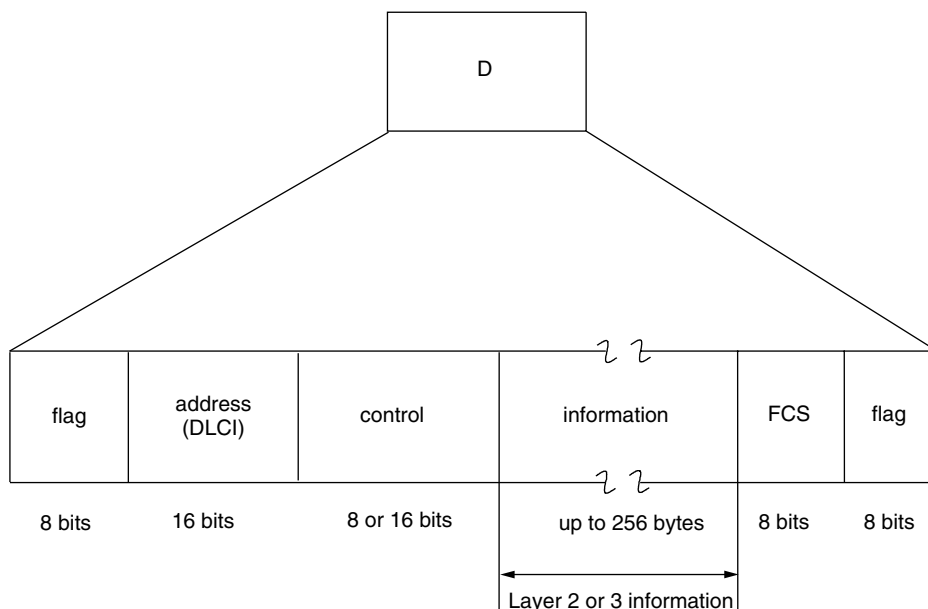 D
flag
address
(DLCI)
control
information
FCS
flag
8 bits
16 bits
8 or 16 bits
up to 256 bytes
8 bits
8 bits
Layer 2 or 3 information